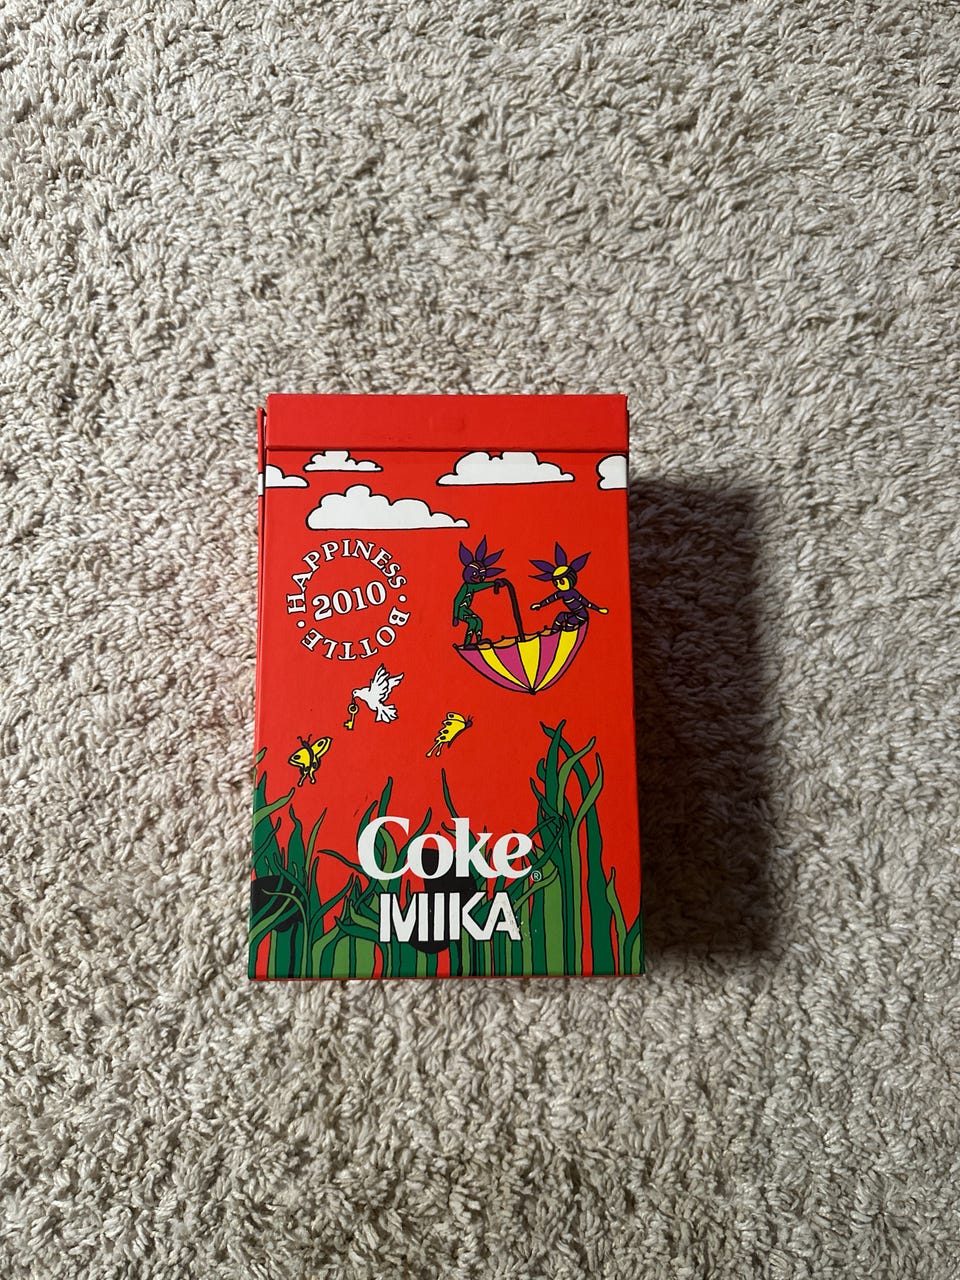 HAPPINESS · BOTTLE ·
2010
Coke®
MIKA